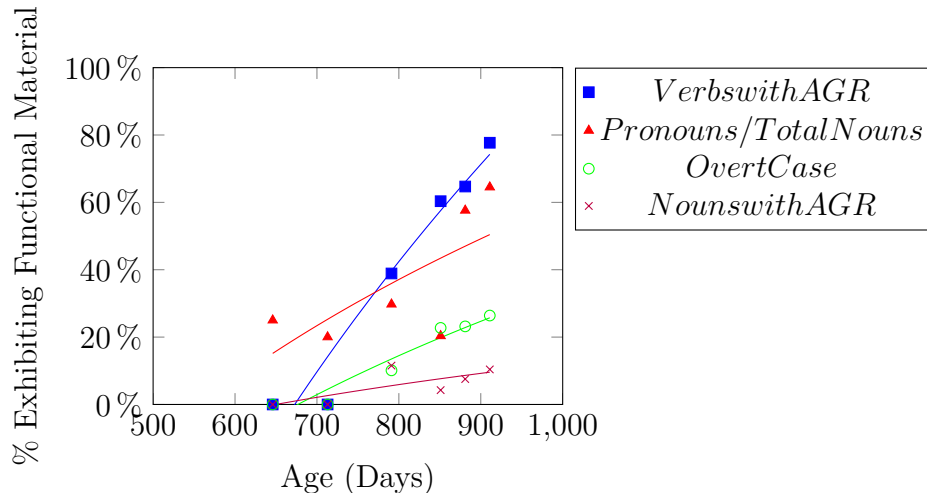 % Exhibiting Functional Material
100 %
80 %
60 %
40 %
20 %
0 %
500 600 700 800 900 1,000
Age (Days)
VerbswithAGR
Pronouns/TotalNouns
OvertCase
NounswithAGR